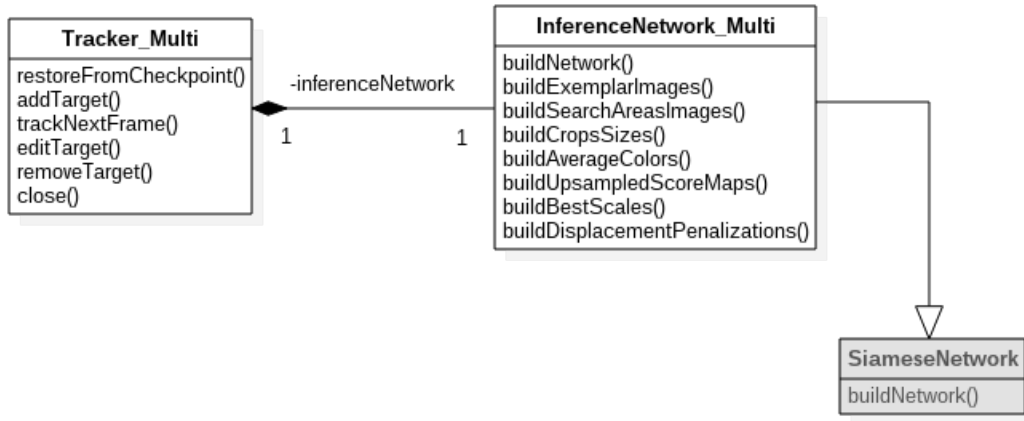 Tracker_Multi
restoreFromCheckpoint()
addTarget()
trackNextFrame()
editTarget()
removeTarget()
close()
-inferenceNetwork
1
1
InferenceNetwork_Multi
buildNetwork()
buildExemplarImages()
buildSearchAreasImages()
buildCropsSizes()
buildAverageColors()
buildUpsampledScoreMaps()
buildBestScales()
buildDisplacementPenalizations()
SiameseNetwork
buildNetwork()